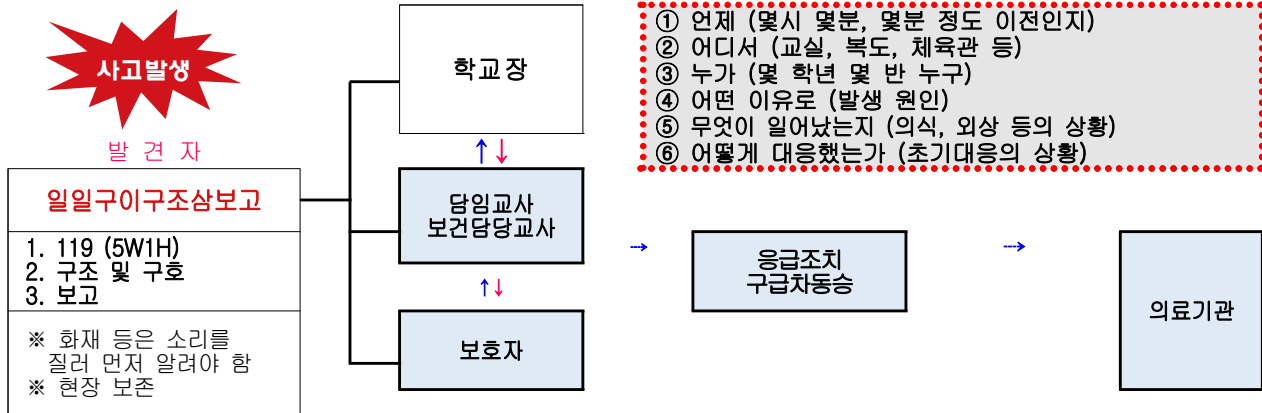 사고발생
발 견 자
일일구이구조삼보고
1. 119 (5W1H)
2. 구조 및 구호
3. 보고
※ 화재 등은 소리를
질러 먼저 알려야 함
※ 현장 보존
학교장
↑↓
담임교사
보건담당교사
↑↓
보호자
① 언제 (몇시 몇분, 몇분 정도 이전인지)
② 어디서 (교실, 복도, 체육관 등)
③ 누가 (몇 학년 몇 반 누구)
④ 어떤 이유로 (발생 원인)
⑤ 무엇이 일어났는지 (의식, 외상 등의 상황)
⑥ 어떻게 대응했는가 (초기대응의 상황)
→
응급조치
구급차동승
→
의료기관